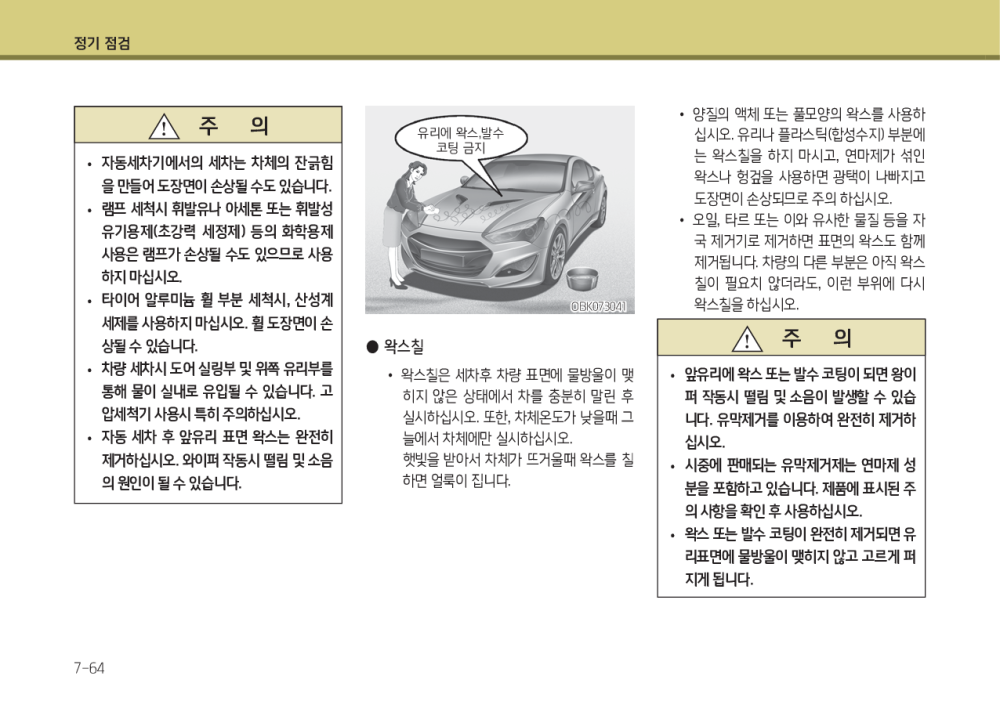 정기 점검
주 의
• 자동세차기에서의 세차는 차체의 잔긁힘
을 만들어 도장면이 손상될 수도 있습니다.
• 램프 세척시 휘발유나 아세톤 또는 휘발성
유기용제(초강력 세정제) 등의 화학용제
사용은 램프가 손상될 수도 있으므로 사용
하지 마십시오.
• 타이어 알루미늄 휠 부분 세척시, 산성계
세제를 사용하지 마십시오. 휠 도장면이 손
상될 수 있습니다.
• 차량 세차시 도어 실링부 및 위쪽 유리부를
통해 물이 실내로 유입될 수 있습니다. 고
압세척기 사용시 특히 주의하십시오.
• 자동 세차 후 앞유리 표면 왁스는 완전히
제거하십시오. 와이퍼 작동시 떨림 및 소음
의 원인이 될 수 있습니다.
유리에 왁스,발수
코팅 금지
OBK073041
● 왁스칠
• 왁스칠은 세차후 차량 표면에 물방울이 맺
히지 않은 상태에서 차를 충분히 말린 후
실시하십시오. 또한, 차체온도가 낮을때 그
늘에서 차체에만 실시하십시오.
햇빛을 받아서 차체가 뜨거울때 왁스를 칠
하면 얼룩이 집니다.
• 양질의 액체 또는 풀모양의 왁스를 사용하
십시오. 유리나 플라스틱(합성수지) 부분에
는 왁스칠을 하지 마시고, 연마제가 섞인
왁스나 헝겊을 사용하면 광택이 나빠지고
도장면이 손상되므로 주의 하십시오.
• 오일, 타르 또는 이와 유사한 물질 등을 자
국 제거기로 제거하면 표면의 왁스도 함께
제거됩니다. 차량의 다른 부분은 아직 왁스
칠이 필요치 않더라도, 이런 부위에 다시
왁스칠을 하십시오.
주 의
• 앞유리에 왁스 또는 발수 코팅이 되면 왕이
퍼 작동시 떨림 및 소음이 발생할 수 있습
니다. 유막제거를 이용하여 완전히 제거하
십시오.
• 시중에 판매되는 유막제거제는 연마제 성
분을 포함하고 있습니다. 제품에 표시된 주
의 사항을 확인 후 사용하십시오.
• 왁스 또는 발수 코팅이 완전히 제거되면 유
리표면에 물방울이 맺히지 않고 고르게 퍼
지게 됩니다.
7-64